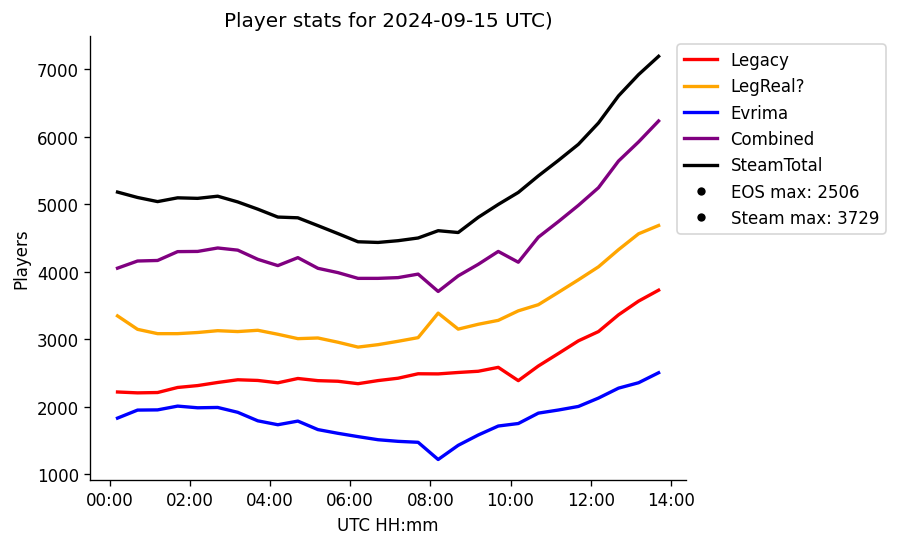 Player stats for 2024-09-15 UTC)
Legacy
LegReal?
Evrima
Combined
SteamTotal
EOS max: 2506
Steam max: 3729
Players
7000
6000
5000
4000
3000
2000
1000
00:00 02:00 04:00 06:00 08:00 10:00 12:00 14:00
UTC HH:mm